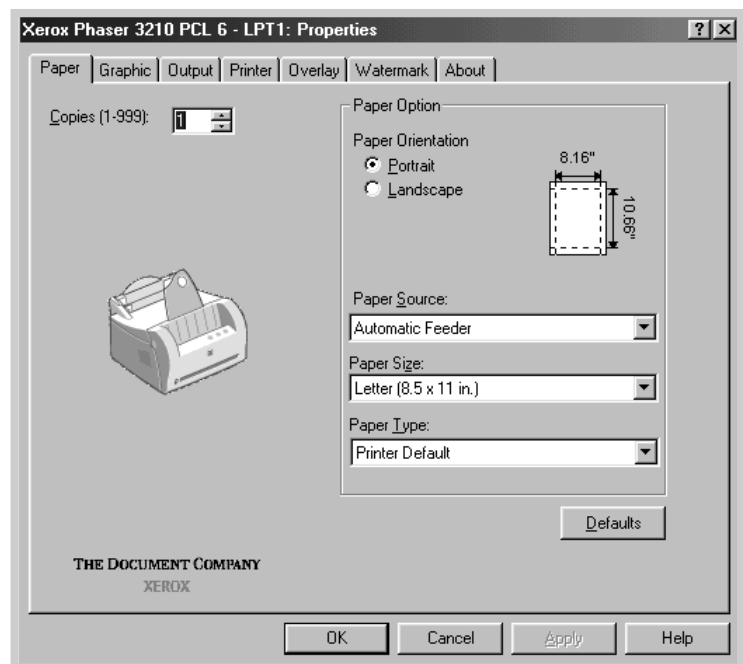 Xerox Phaser 3210 PCL 6 - LPT1: Properties
Paper Graphic Output Printer Overlay Watermark About
Copies (1-999): 1
Paper Option
Paper Orientation
Portrait
Landscape
8.16"
10.66"
Paper Source:
Automatic Feeder
Paper Size:
Letter (8.5 x 11 in.)
Paper Type:
Printer Default
Defaults
THE DOCUMENT COMPANY
XEROX
OK Cancel Apply Help